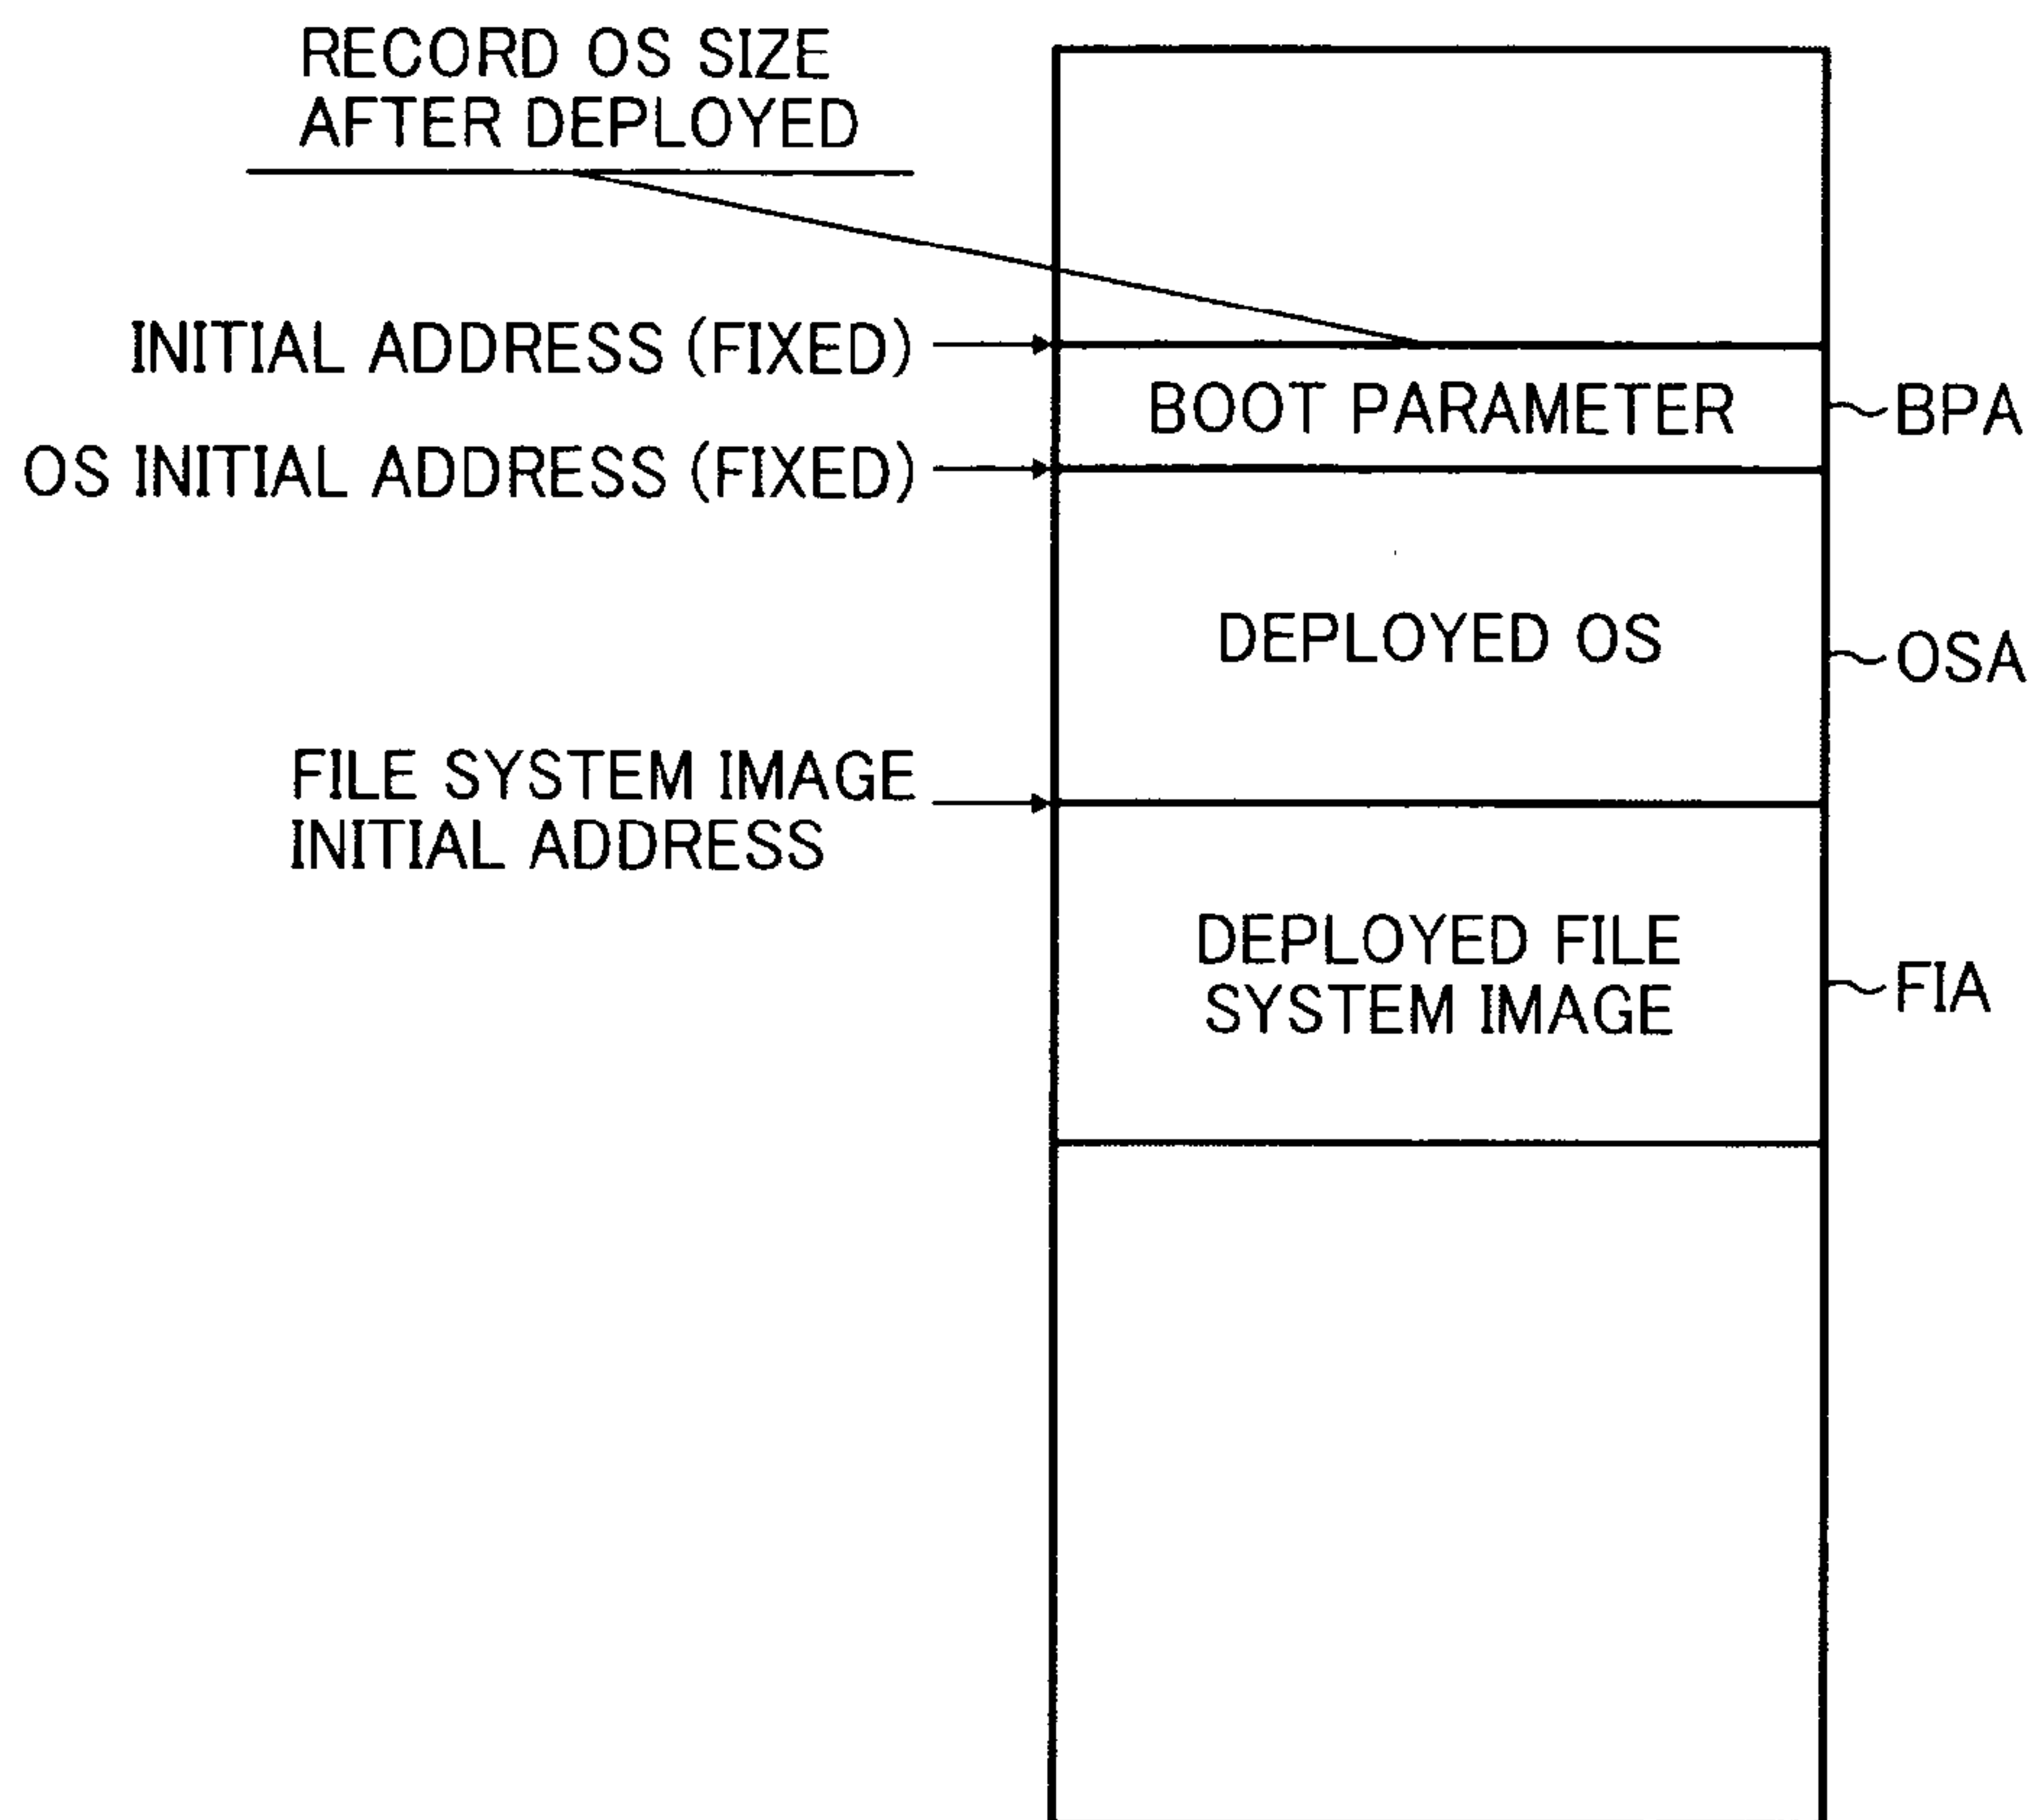 RECORD OS SIZE
AFTER DEPLOYED
INITIAL ADDRESS (FIXED)
BOOT PARAMETER
BPA
OS INITIAL ADDRESS (FIXED)
DEPLOYED OS
OSA
FILE SYSTEM IMAGE
INITIAL ADDRESS
DEPLOYED FILE
SYSTEM IMAGE
FIA